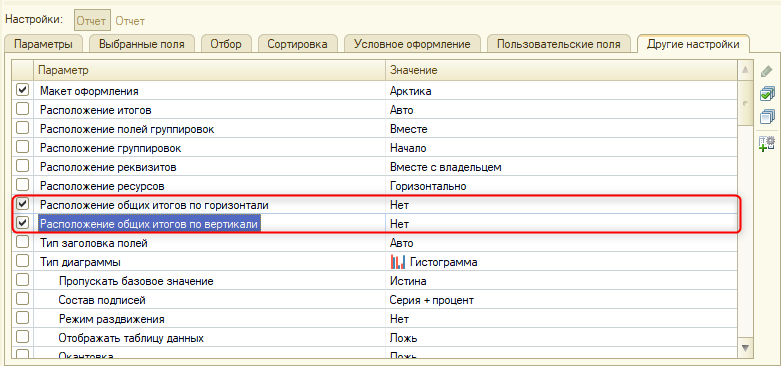 Настройки: Отчет Отчет
Параметры Выбранные поля Отбор Сортировка Условное оформление Пользовательские поля Другие настройки
Параметр Значение
Макет оформления Арктика
Расположение итогов Авто
Расположение полей группировок Вместе
Расположение группировок Начало
Расположение реквизитов Вместе с владельцем
Расположение ресурсов Горизонтально
Расположение общих итогов по горизонтали Нет
Расположение общих итогов по вертикали Нет
Тип заголовка полей Авто
Тип диаграммы Гистограмма
Пропускать базовое значение Истина
Состав подписей Серия + процент
Режим раздвижения Нет
Отображать таблицу данных Ложь
Окантовка Ложь